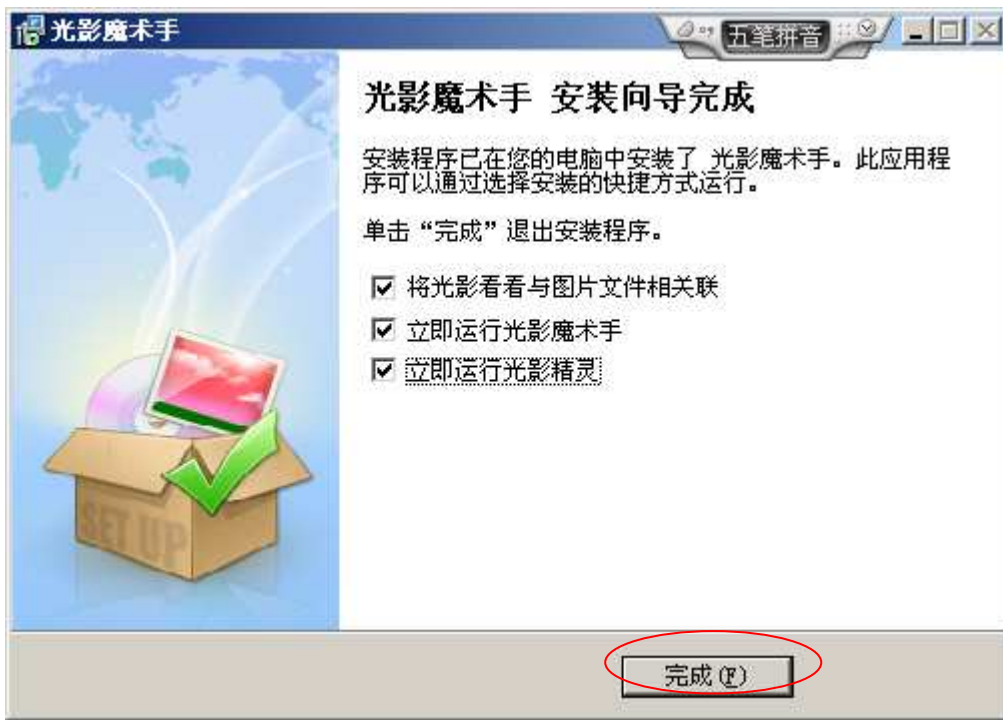 光影魔术手
五笔拼音
光影魔术手 安装向导完成
安装程序已在您的电脑中安装了 光影魔术手。此应用程
序可以通过选择安装的快捷方式运行。
单击“完成”退出安装程序。
将光影看看与图片文件相关联
立即运行光影魔术手
立即运行光影精灵
SET UP
完成(F)